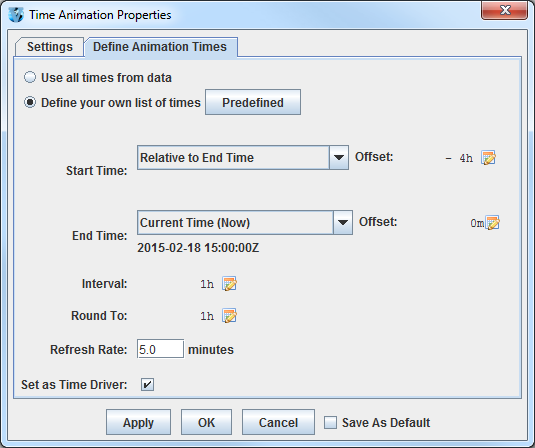 Time Animation Properties
Settings Define Animation Times
Use all times from data
Define your own list of times Predefined
Start Time: Relative to End Time Offset: - 4h
End Time: Current Time (Now) Offset: 0m
2015-02-18 15:00:00Z
Interval: 1h
Round To: 1h
Refresh Rate: 5.0 minutes
Set as Time Driver:
Apply OK Cancel Save As Default